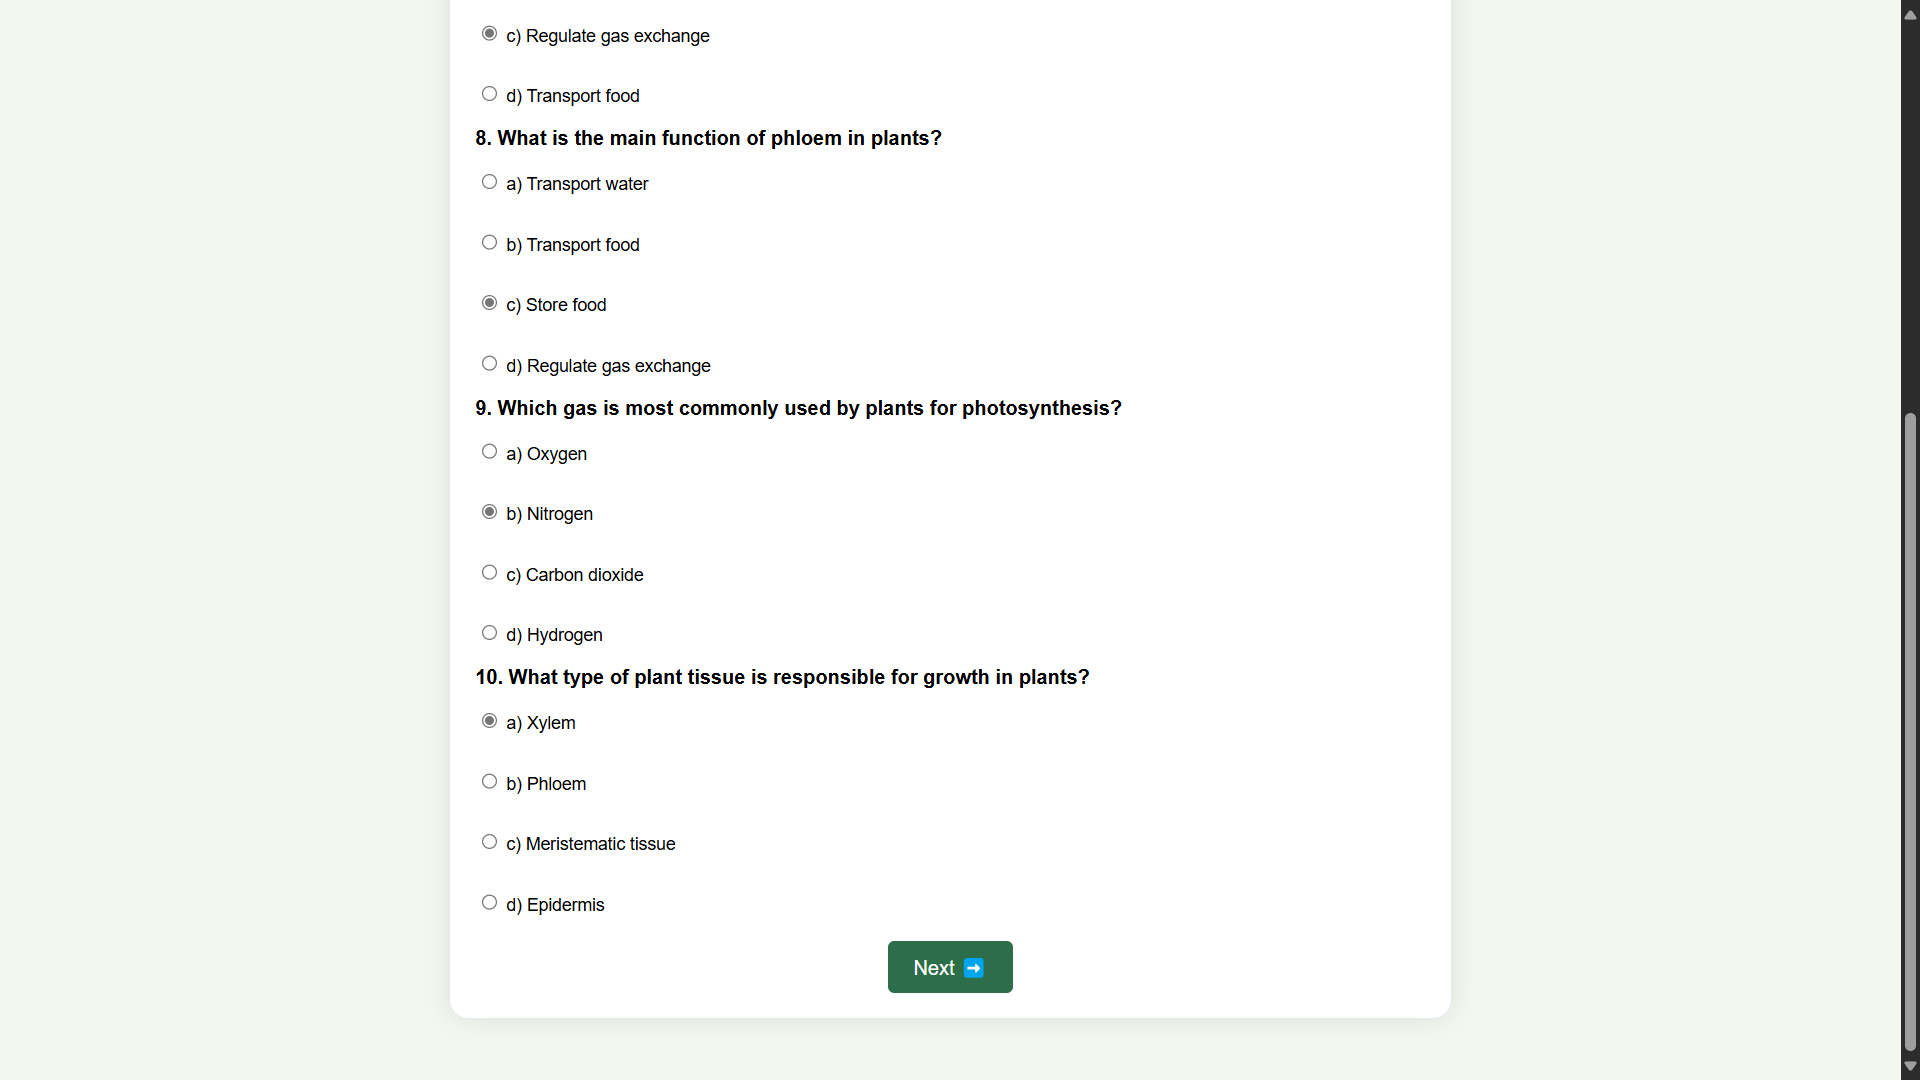 c) Regulate gas exchange
d) Transport food
8. What is the main function of phloem in plants?
a) Transport water
b) Transport food
c) Store food
d) Regulate gas exchange
9. Which gas is most commonly used by plants for photosynthesis?
a) Oxygen
b) Nitrogen
c) Carbon dioxide
d) Hydrogen
10. What type of plant tissue is responsible for growth in plants?
a) Xylem
b) Phloem
c) Meristematic tissue
d) Epidermis
Next ➡